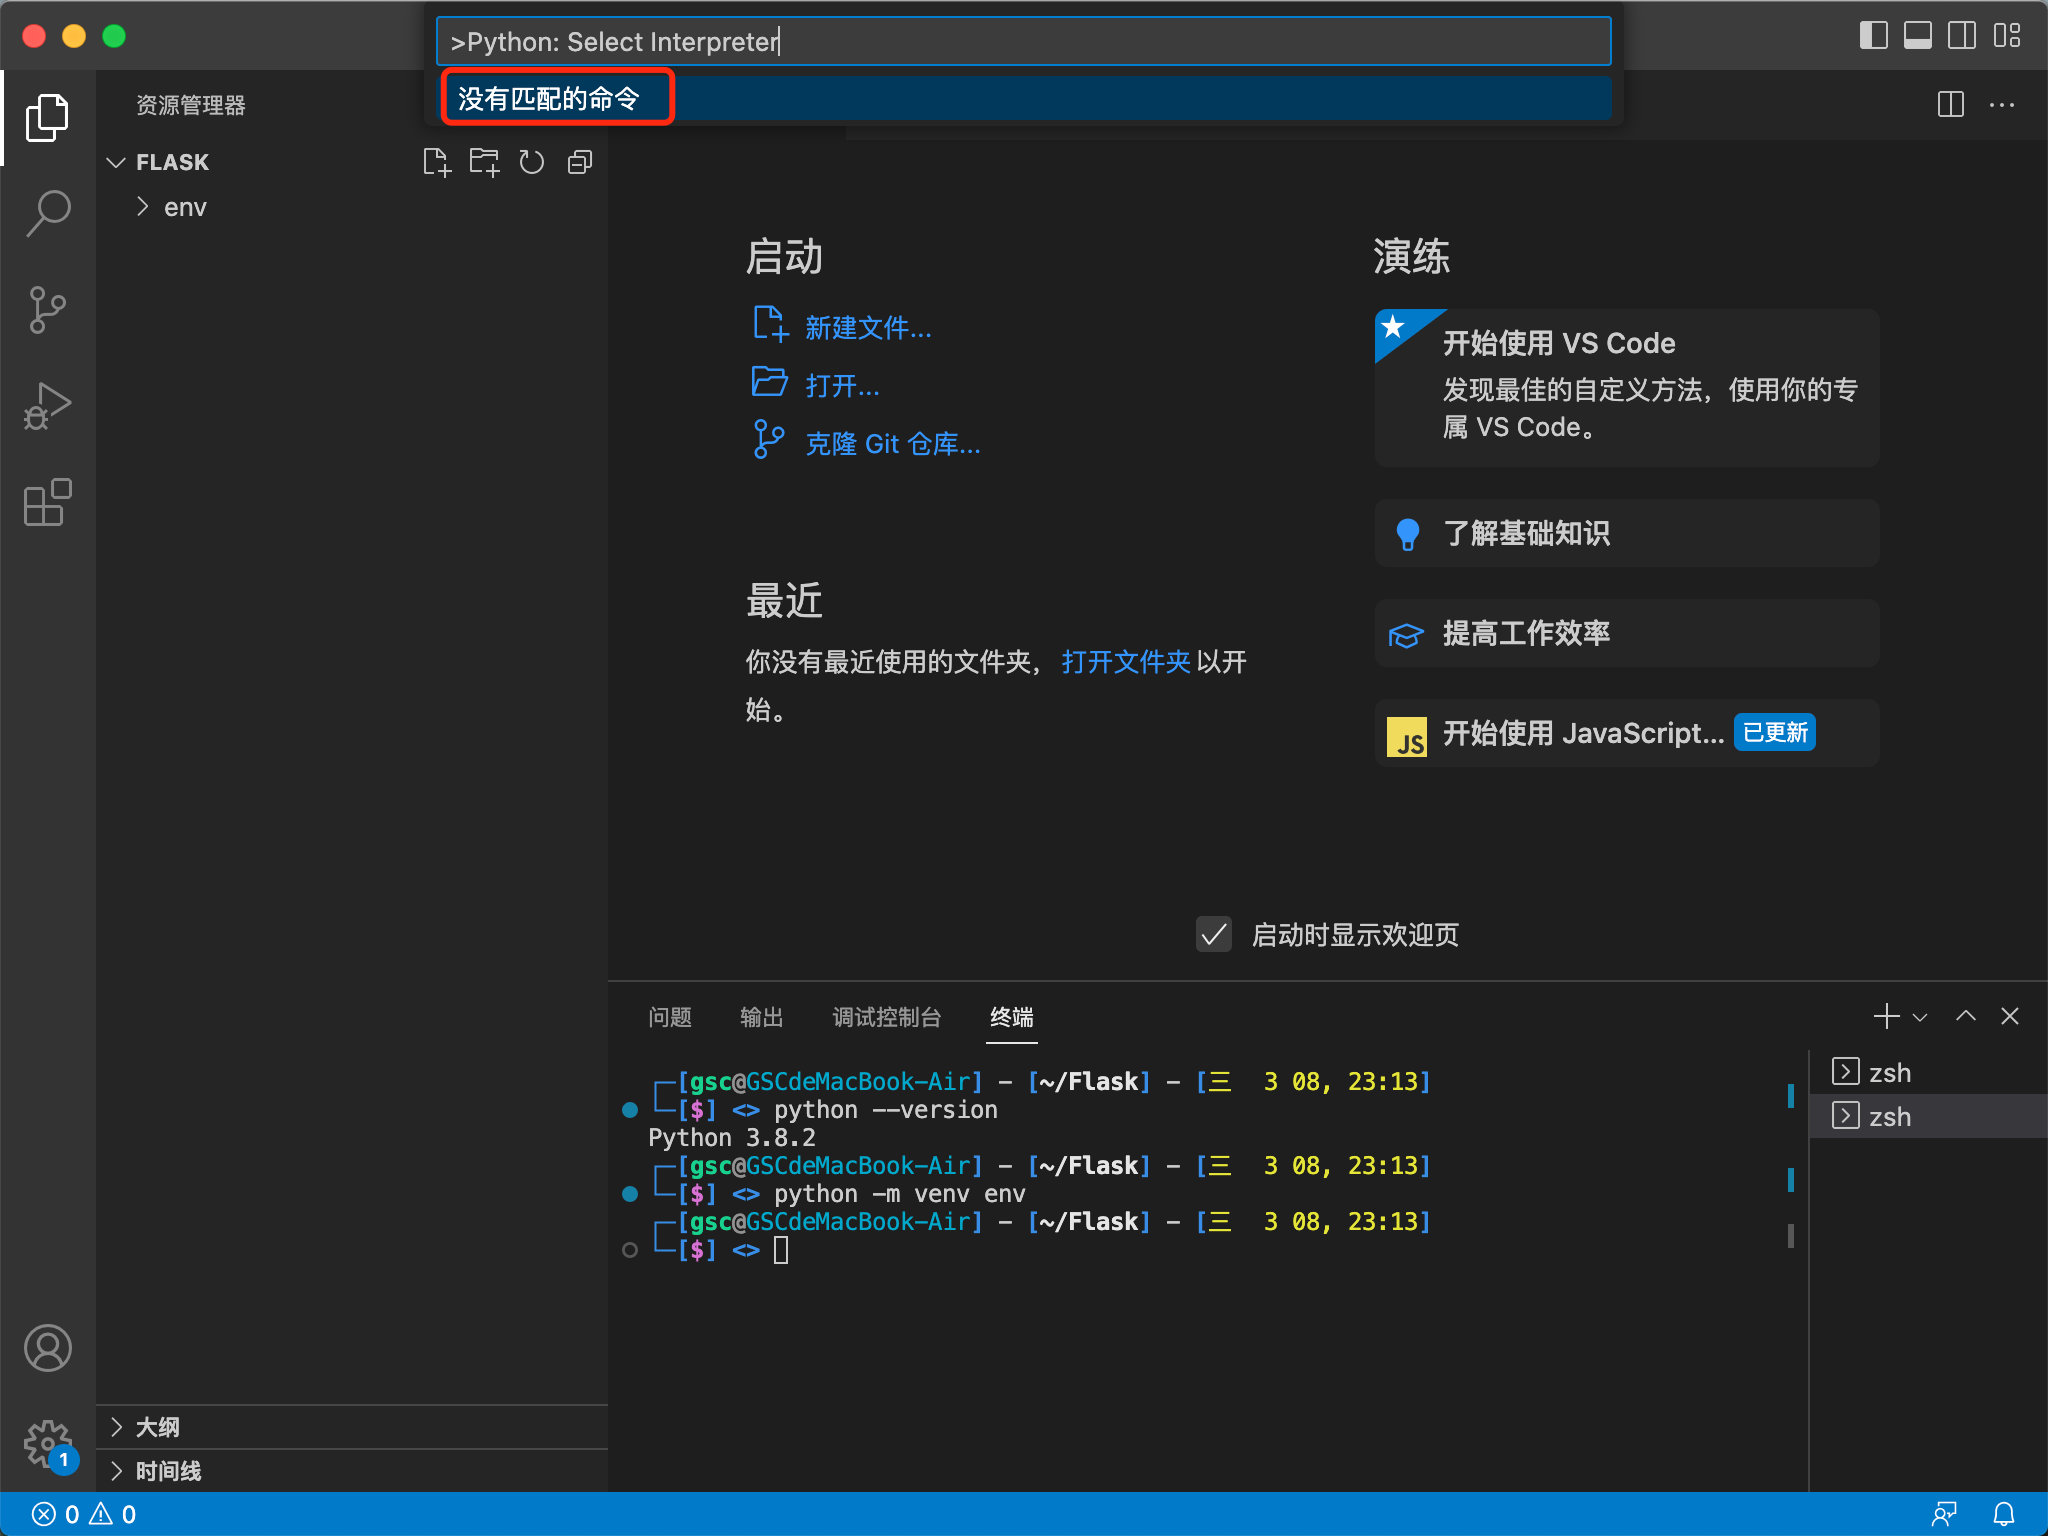 >Python: Select Interpreter
没有匹配的命令
资源管理器
FLASK
env
启动
新建文件...
打开...
克隆 Git 仓库...
最近
你没有最近使用的文件夹，打开文件夹以开
始。
演练
开始使用 VS Code
发现最佳的自定义方法，使用你的专
属 VS Code。
了解基础知识
提高工作效率
JS 开始使用 JavaScript... 已更新
启动时显示欢迎页
问题 输出 调试控制台 终端
┌─[gsc@GSCdeMacBook-Air] - [~/Flask] - [三  3 08, 23:13]
└─[$] <> python --version
Python 3.8.2
┌─[gsc@GSCdeMacBook-Air] - [~/Flask] - [三  3 08, 23:13]
└─[$] <> python -m venv env
┌─[gsc@GSCdeMacBook-Air] - [~/Flask] - [三  3 08, 23:13]
└─[$] <>
zsh
zsh
大纲
时间线
1
0 0